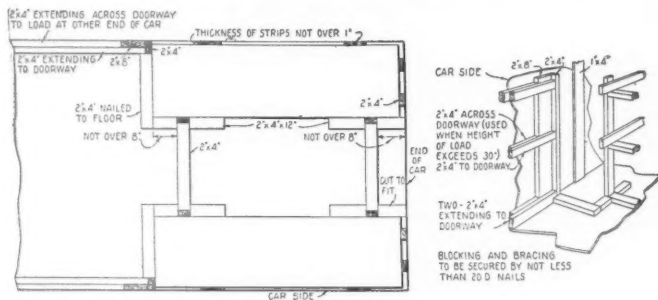 2"x4" EXTENDING ACROSS DOORWAY
TO LOAD AT OTHER END OF CAR
2"x4"
2"x8"
2"x4" EXTENDING
TO DOORWAY
THICKNESS OF STRIPS NOT OVER 1"
2"x4" NAILED
TO FLOOR
NOT OVER 8"
2"x4"x12"
2"x4"
NOT OVER 8"
2"x4"
CUT TO
FIT
END OF
CAR
CAR SIDE
CAR SIDE
2"x8"
2"x4"
1"x4"
2"x4" ACROSS
DOORWAY (USED
WHEN HEIGHT
OF LOAD
EXCEEDS 30")
2"x4" TO DOORWAY
TWO - 2"x4"
EXTENDING TO
DOORWAY
BLOCKING AND BRACING
TO BE SECURED BY NOT LESS
THAN 20 D NAILS